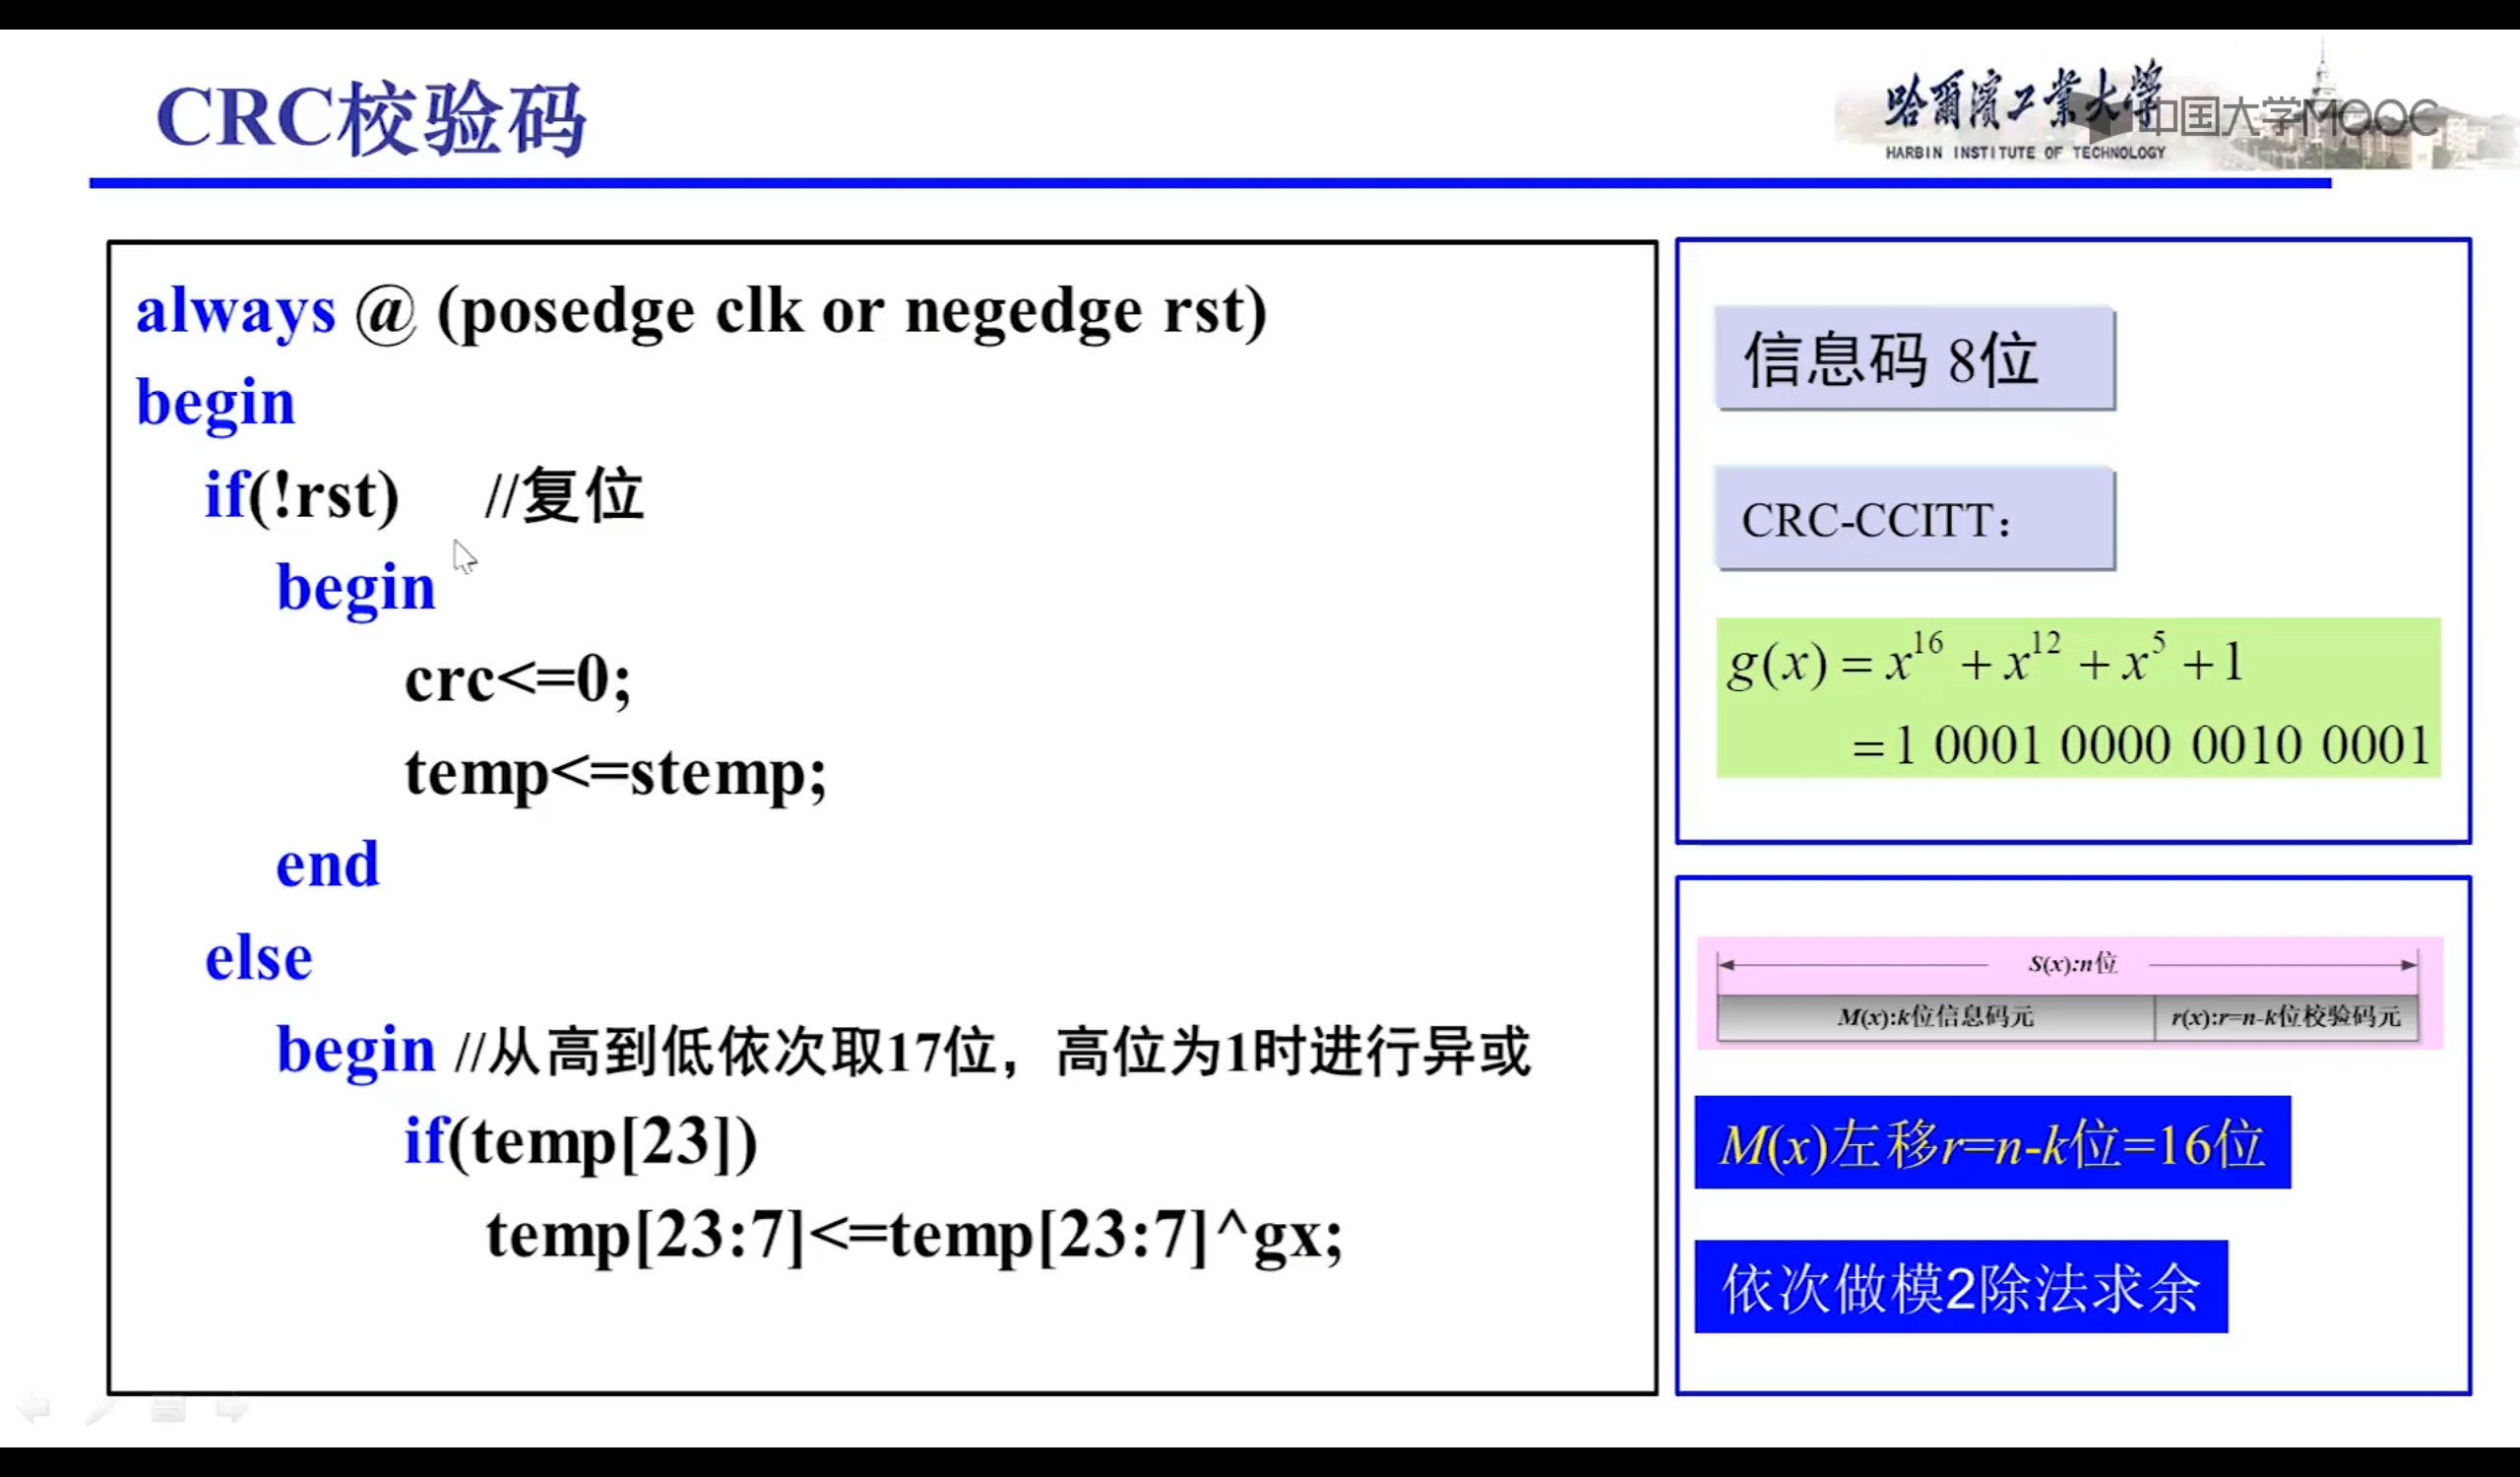 CRC校验码
哈爾濱工業大學
HARBIN INSTITUTE OF TECHNOLOGY
中国大学MOOC
always @ (posedge clk or negedge rst)
begin
if(!rst) //复位
begin
crc<=0;
temp<=stemp;
end
else
begin //从高到低依次取17位，高位为1时进行异或
if(temp[23])
temp[23:7]<=temp[23:7]^gx;
信息码 8位
CRC-CCITT：
g(x) = x^16 + x^12 + x^5 + 1
= 1 0001 0000 0010 0001
S(x):n位
M(x):k位信息码元 r(x):r=n-k位校验码元
M(x)左移r=n-k位=16位
依次做模2除法求余